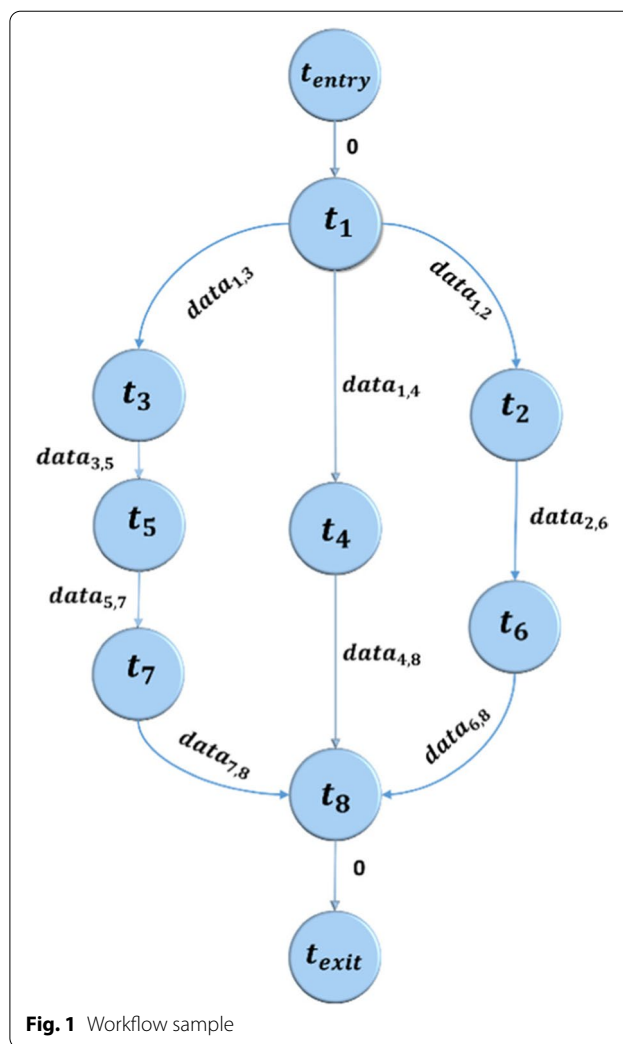 t_entry
0
t_1
data_1,3
data_1,2
data_1,4
t_3
t_2
data_3,5
t_5
t_4
data_2,6
data_5,7
t_6
t_7
data_4,8
data_7,8
data_6,8
t_8
0
t_exit
Fig. 1 Workflow sample